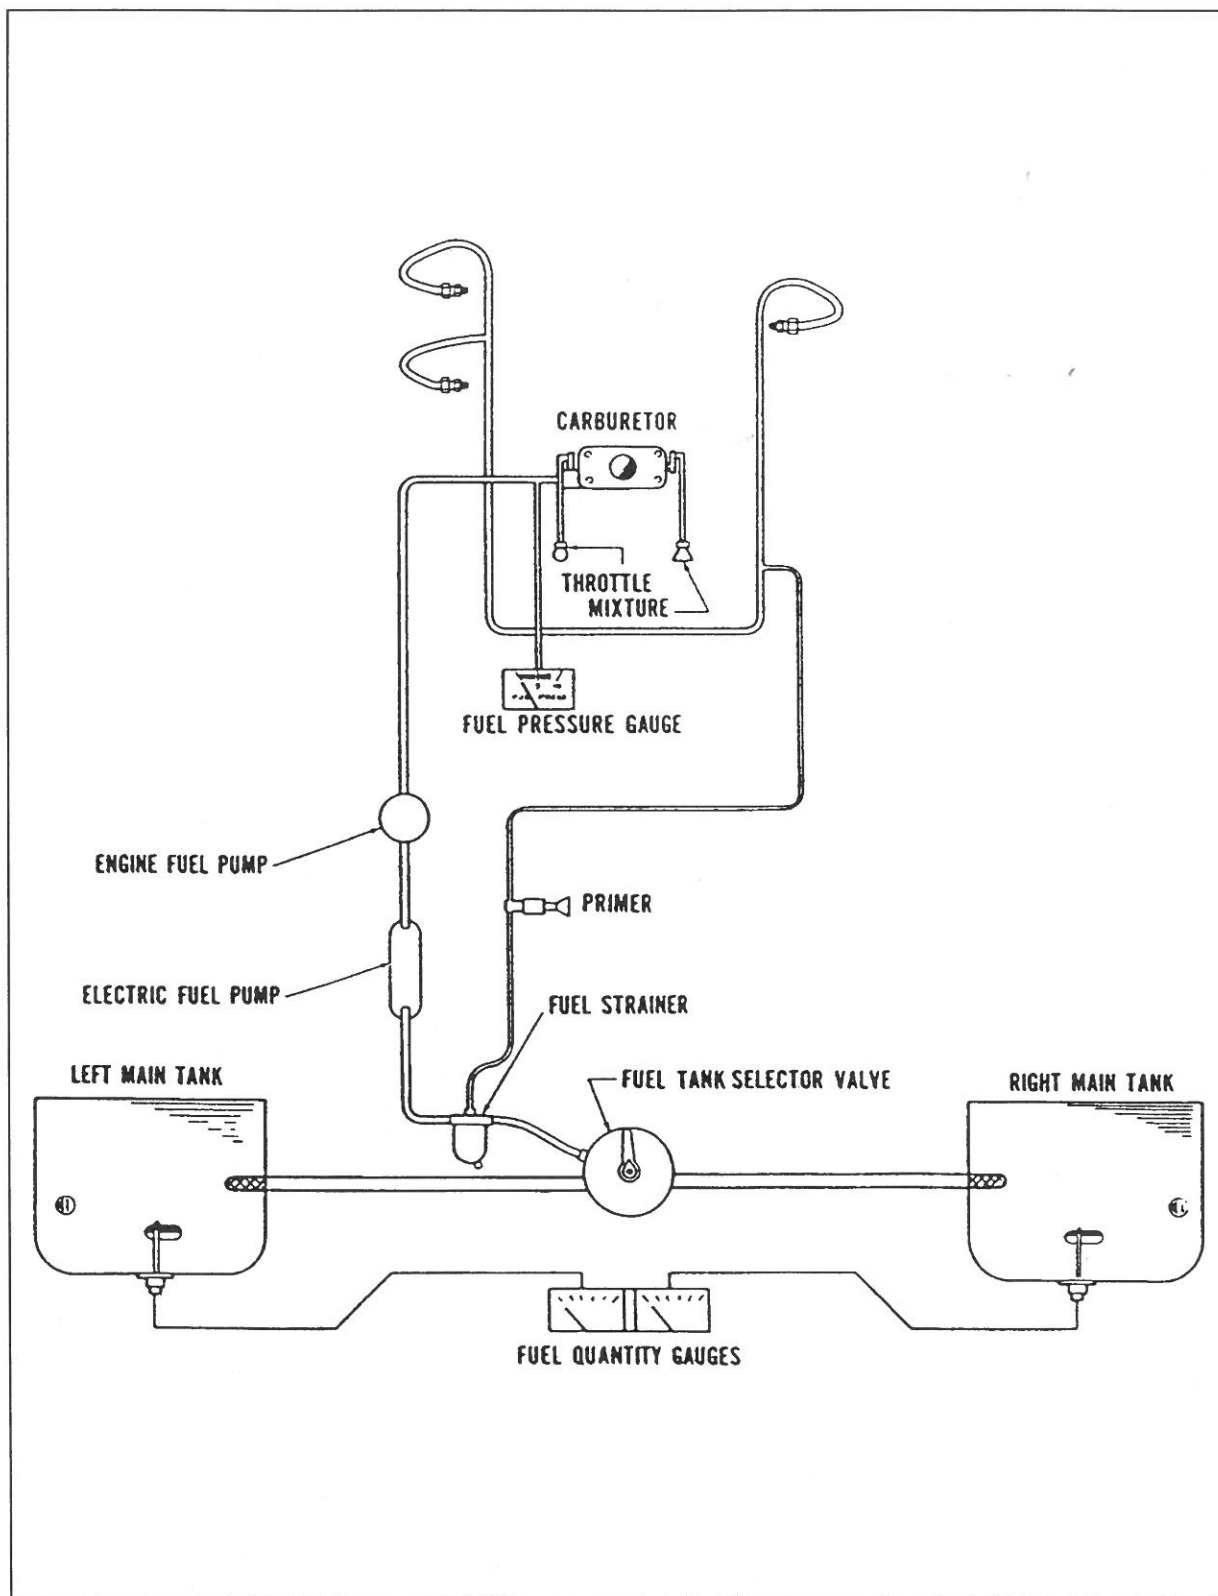 CARBURETOR
THROTTLE
MIXTURE
FUEL PRESSURE GAUGE
ENGINE FUEL PUMP
PRIMER
ELECTRIC FUEL PUMP
FUEL STRAINER
LEFT MAIN TANK
FUEL TANK SELECTOR VALVE
RIGHT MAIN TANK
FUEL QUANTITY GAUGES